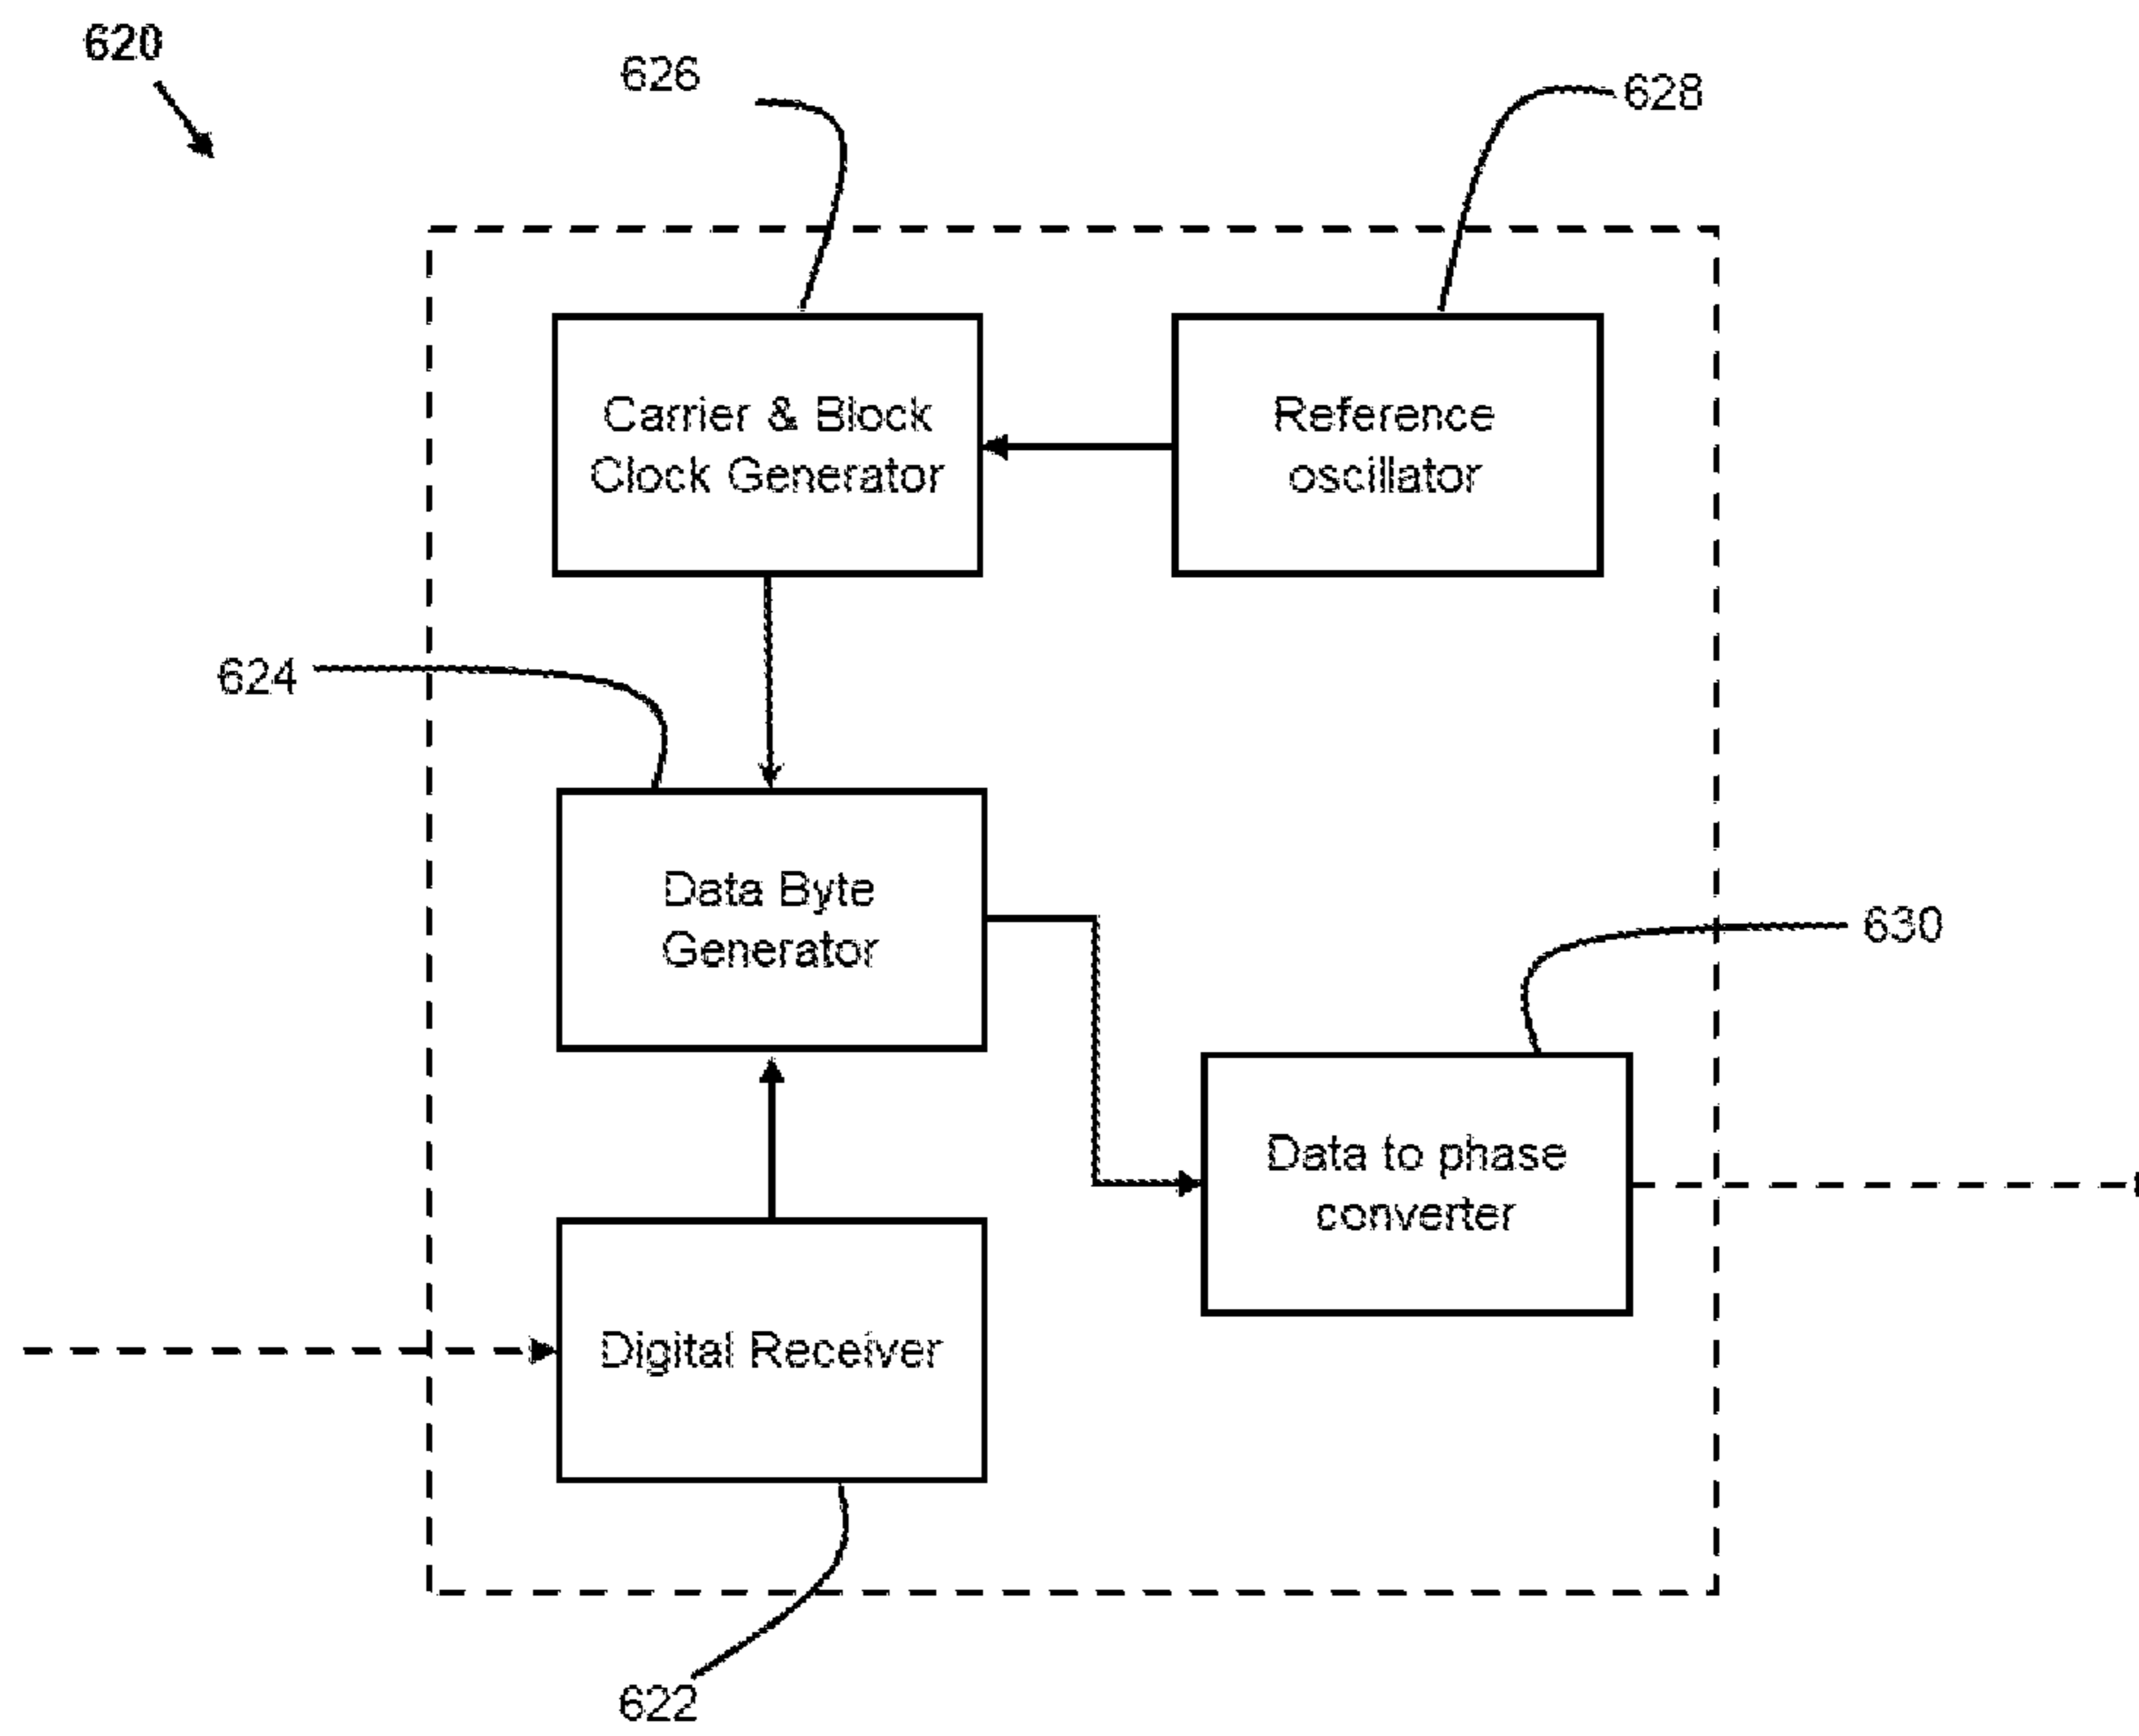 620
626
628
Carrier & Block
Clock Generator
Reference
oscillator
624
Data Byte
Generator
630
Data to phase
converter
Digital Receiver
622